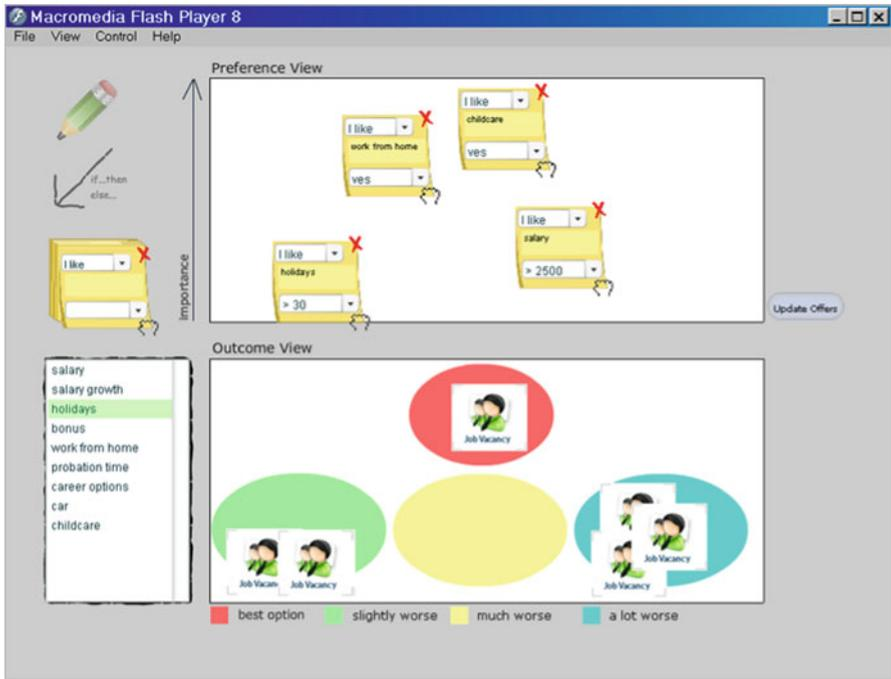 Macromedia Flash Player 8
File View Control Help
Preference View
if...then
else...
Importance
I like
I like
childcare
yes
I like
work from home
yes
I like
salary
> 2500
I like
holidays
> 30
Update Offers
salary
salary growth
holidays
bonus
work from home
probation time
career options
car
childcare
Outcome View
Job Vacancy
Job Vacan
Job Vacancy
Job Vacancy
Job Va
best option slightly worse much worse a lot worse